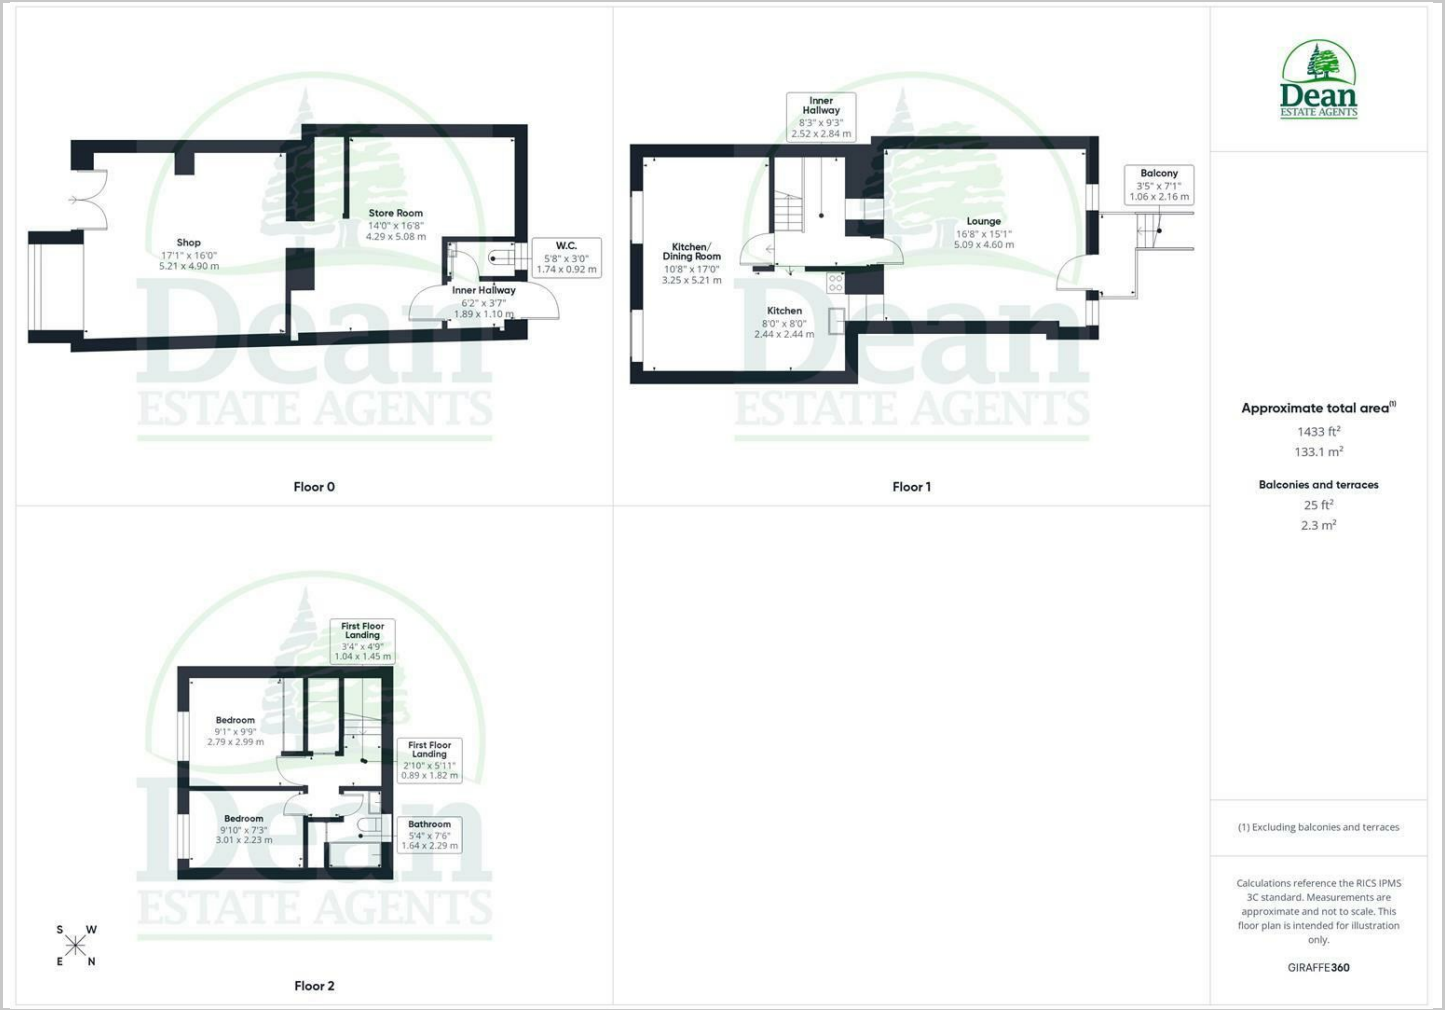 Shop
17'1" x 16'0"
5.21 x 4.90 m
Store Room
14'0" x 16'8"
4.29 x 5.08 m
W.C.
5'8" x 3'0"
1.74 x 0.92 m
Inner Hallway
6'2" x 3'7"
1.89 x 1.10 m
Dean
ESTATE AGENTS
Floor 0
Inner
Hallway
8'3" x 9'3"
2.52 x 2.84 m
Balcony
3'5" x 7'1"
1.06 x 2.16 m
Lounge
16'8" x 15'1"
5.09 x 4.60 m
Kitchen/
Dining Room
10'8" x 17'0"
3.25 x 5.21 m
Kitchen
8'0" x 8'0"
2.44 x 2.44 m
Dean
ESTATE AGENTS
Floor 1
First Floor
Landing
3'4" x 4'9"
1.04 x 1.45 m
Bedroom
9'1" x 9'9"
2.79 x 2.99 m
First Floor
Landing
2'10" x 5'11"
0.89 x 1.82 m
Bedroom
9'10" x 7'3"
3.01 x 2.23 m
Bathroom
5'4" x 7'6"
1.64 x 2.29 m
Dean
ESTATE AGENTS
S W
E N
Floor 2
Dean
ESTATE AGENTS
Approximate total area(1)
1433 ft²
133.1 m²
Balconies and terraces
25 ft²
2.3 m²
(1) Excluding balconies and terraces
Calculations reference the RICS IPMS
3C standard. Measurements are
approximate and not to scale. This
floor plan is intended for illustration
only.
GIRAFFE360